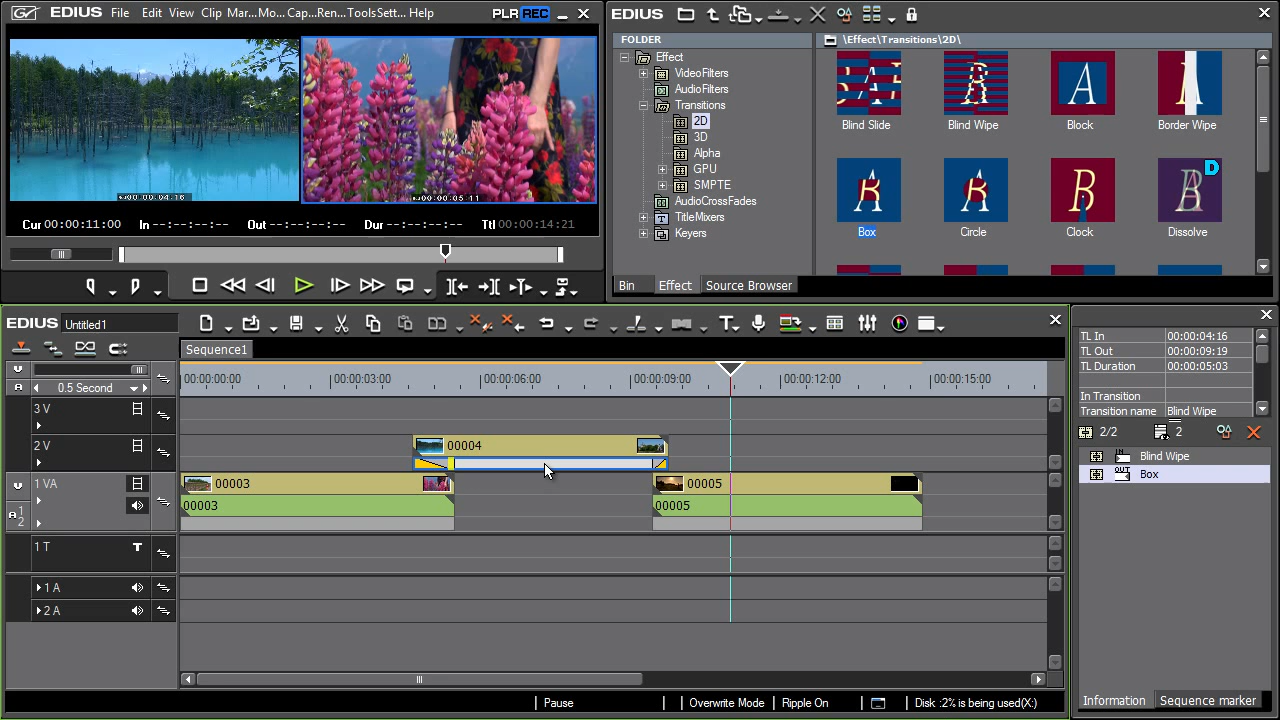 EDIUS File Edit View Clip Mar...Mo... Cap...Ren...ToolsSett... Help PLR REC
00:00:04:16
00:00:05:11
Cur 00:00:11:00 In --:--:--:-- Out --:--:--:-- Dur --:--:--:-- Ttl 00:00:14:21
EDIUS
FOLDER
Effect
VideoFilters
AudioFilters
Transitions
2D
3D
Alpha
GPU
SMPTE
AudioCrossFades
TitleMixers
Keyers
Bin Effect Source Browser
\Effect\Transitions\2D\
Blind Slide Blind Wipe Block Border Wipe
Box Circle Clock Dissolve
EDIUS Untitled1
Sequence1
0.5 Second
00:00:00:00 00:00:03:00 00:00:06:00 00:00:09:00 00:00:12:00 00:00:15:00
3 V
2 V 00004
1 VA 00003 00005
00003 00005
1 T
1 A
2 A
Pause Overwrite Mode Ripple On Disk :2% is being used(X:)
TL In 00:00:04:16
TL Out 00:00:09:19
TL Duration 00:00:05:03
In Transition
Transition name Blind Wipe
2/2 2
IN Blind Wipe
OUT Box
Information Sequence marker